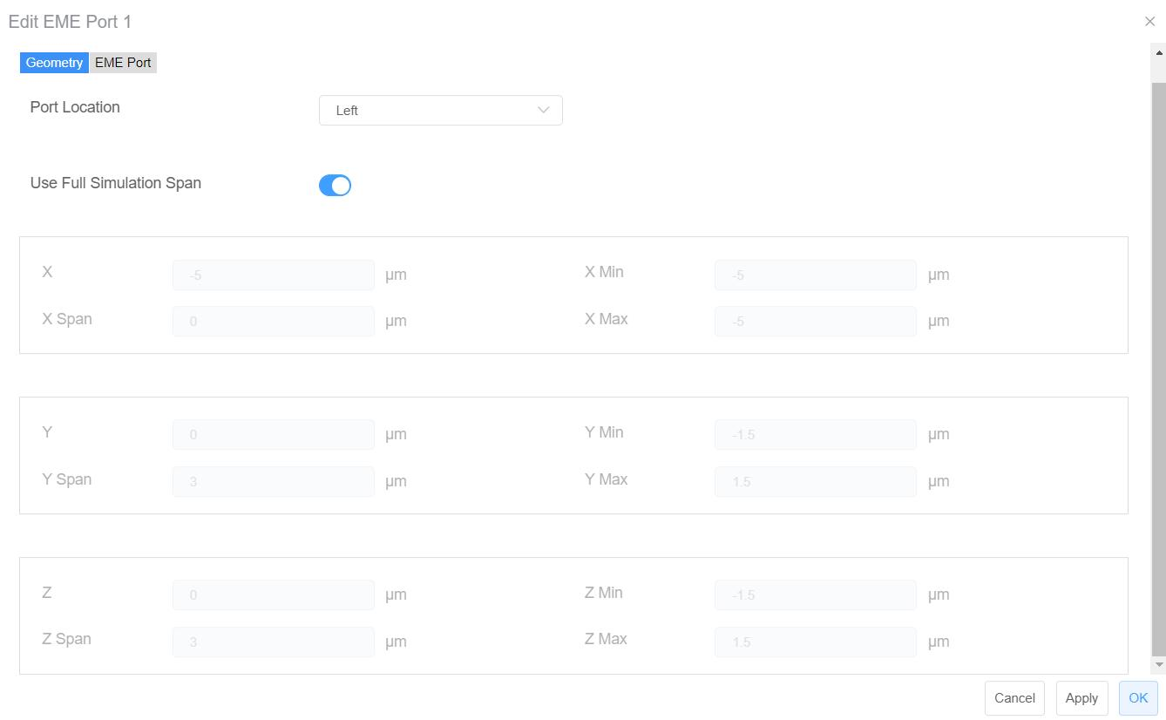 Edit EME Port 1
Geometry EME Port
Port Location Left
Use Full Simulation Span
X -5 µm X Min -5 µm
X Span 0 µm X Max -5 µm
Y 0 µm Y Min -1.5 µm
Y Span 3 µm Y Max 1.5 µm
Z 0 µm Z Min -1.5 µm
Z Span 3 µm Z Max 1.5 µm
Cancel Apply OK